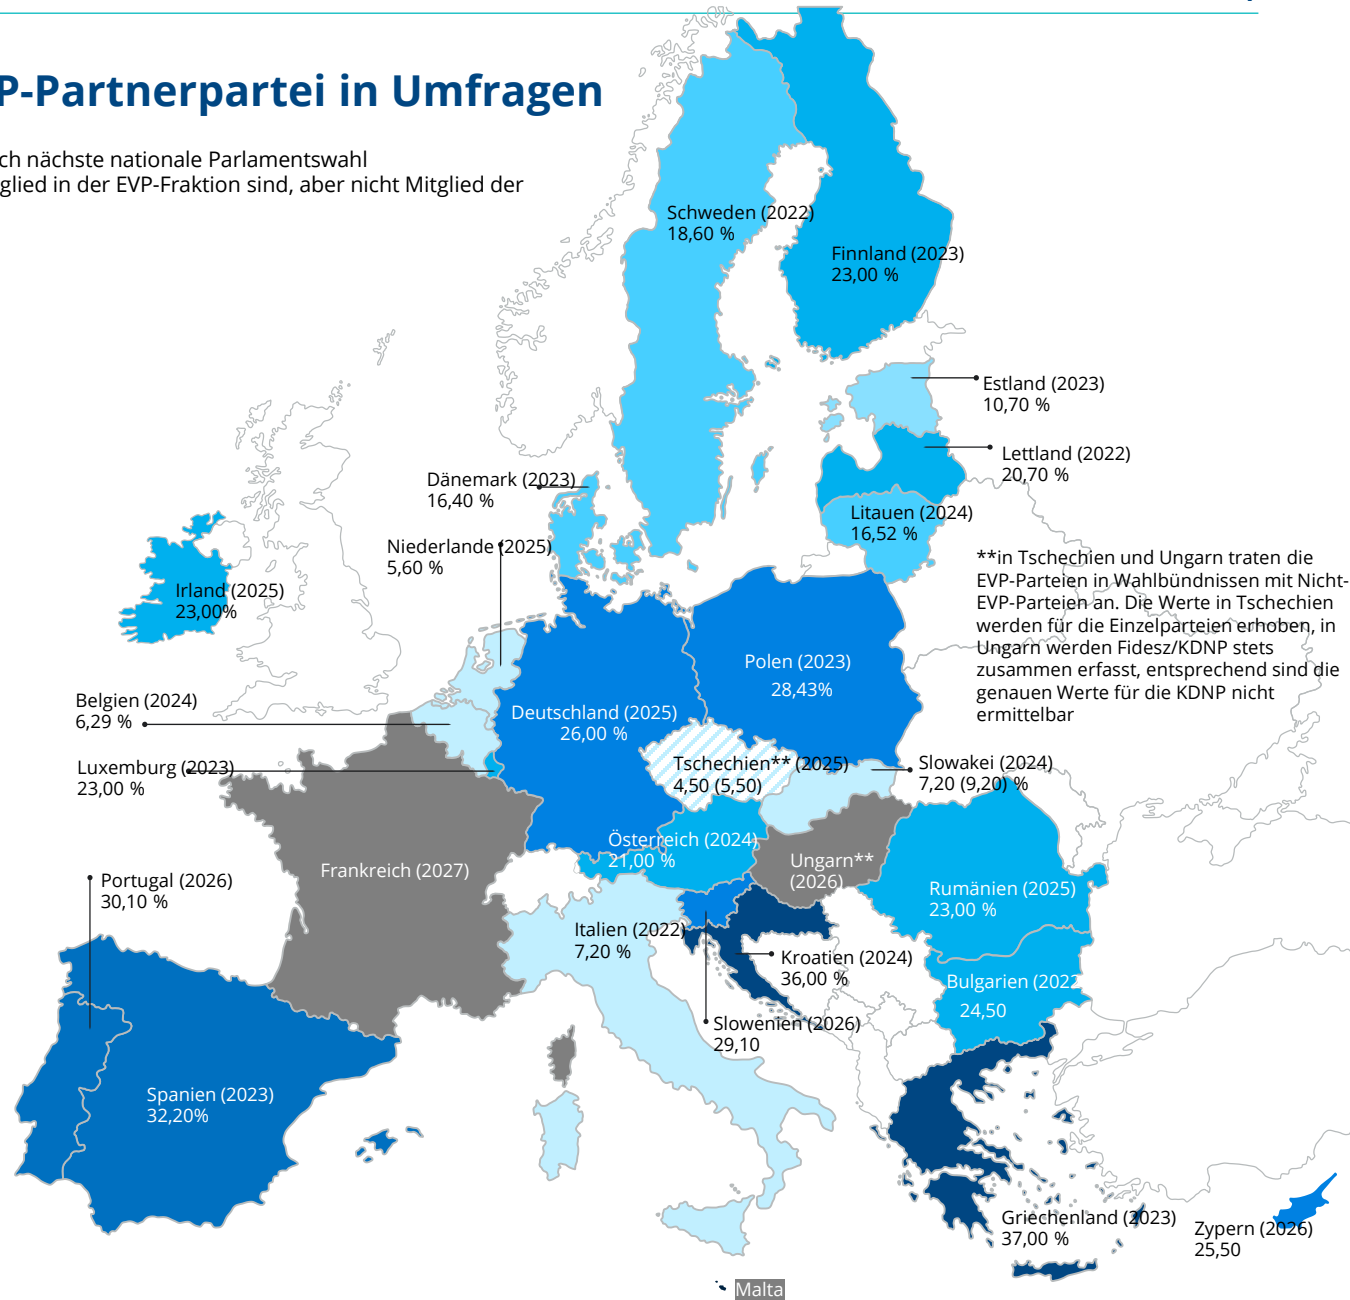 P-Partnerpartei in Umfragen
ch nächste nationale Parlamentswahl
glied in der EVP-Fraktion sind, aber nicht Mitglied der
Schweden (2022)
18,60 %
Finnland (2023)
23,00 %
Estland (2023)
10,70 %
Lettland (2022)
20,70 %
Dänemark (2023)
16,40 %
Litauen (2024)
16,52 %
Niederlande (2025)
5,60 %
Irland (2025)
23,00%
**in Tschechien und Ungarn traten die
EVP-Parteien in Wahlbündnissen mit Nicht-
EVP-Parteien an. Die Werte in Tschechien
werden für die Einzelparteien erhoben, in
Ungarn werden Fidesz/KDNP stets
zusammen erfasst, entsprechend sind die
genauen Werte für die KDNP nicht
ermittelbar
Polen (2023)
28,43%
Belgien (2024)
6,29 %
Deutschland (2025)
26,00 %
Luxemburg (2023)
23,00 %
Tschechien** (2025)
4,50 (5,50)
Slowakei (2024)
7,20 (9,20) %
Österreich (2024)
21,00 %
Frankreich (2027)
Ungarn**
(2026)
Portugal (2026)
30,10 %
Rumänien (2025)
23,00 %
Italien (2022)
7,20 %
Kroatien (2024)
36,00 %
Bulgarien (2022
24,50
Slowenien (2026)
29,10
Spanien (2023)
32,20%
Griechenland (2023)
37,00 %
Zypern (2026)
25,50
Malta